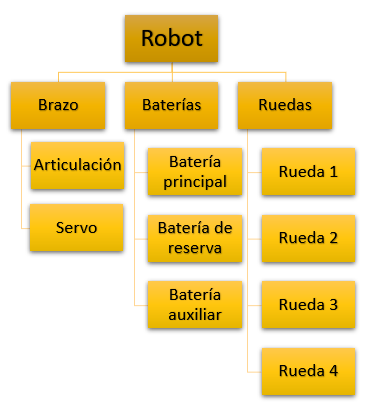 Robot
Brazo
Baterías
Ruedas
Articulación
Servo
Batería
principal
Batería de
reserva
Batería
auxiliar
Rueda 1
Rueda 2
Rueda 3
Rueda 4